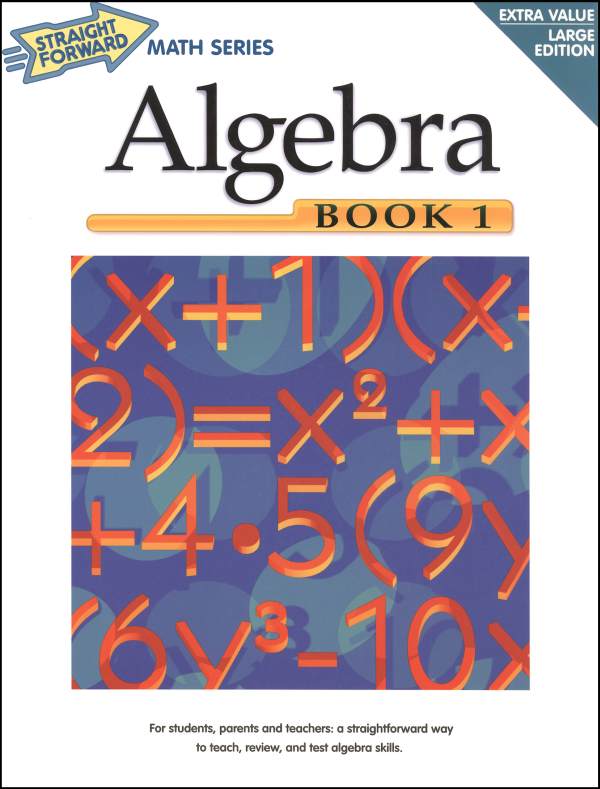 STRAIGHT
FORWARD
MATH SERIES
EXTRA VALUE
LARGE
EDITION
Algebra
BOOK 1
(x+1)(x-
2)=x²+x
+4·5(9y
(6y³-10x
For students, parents and teachers: a straightforward way
to teach, review, and test algebra skills.